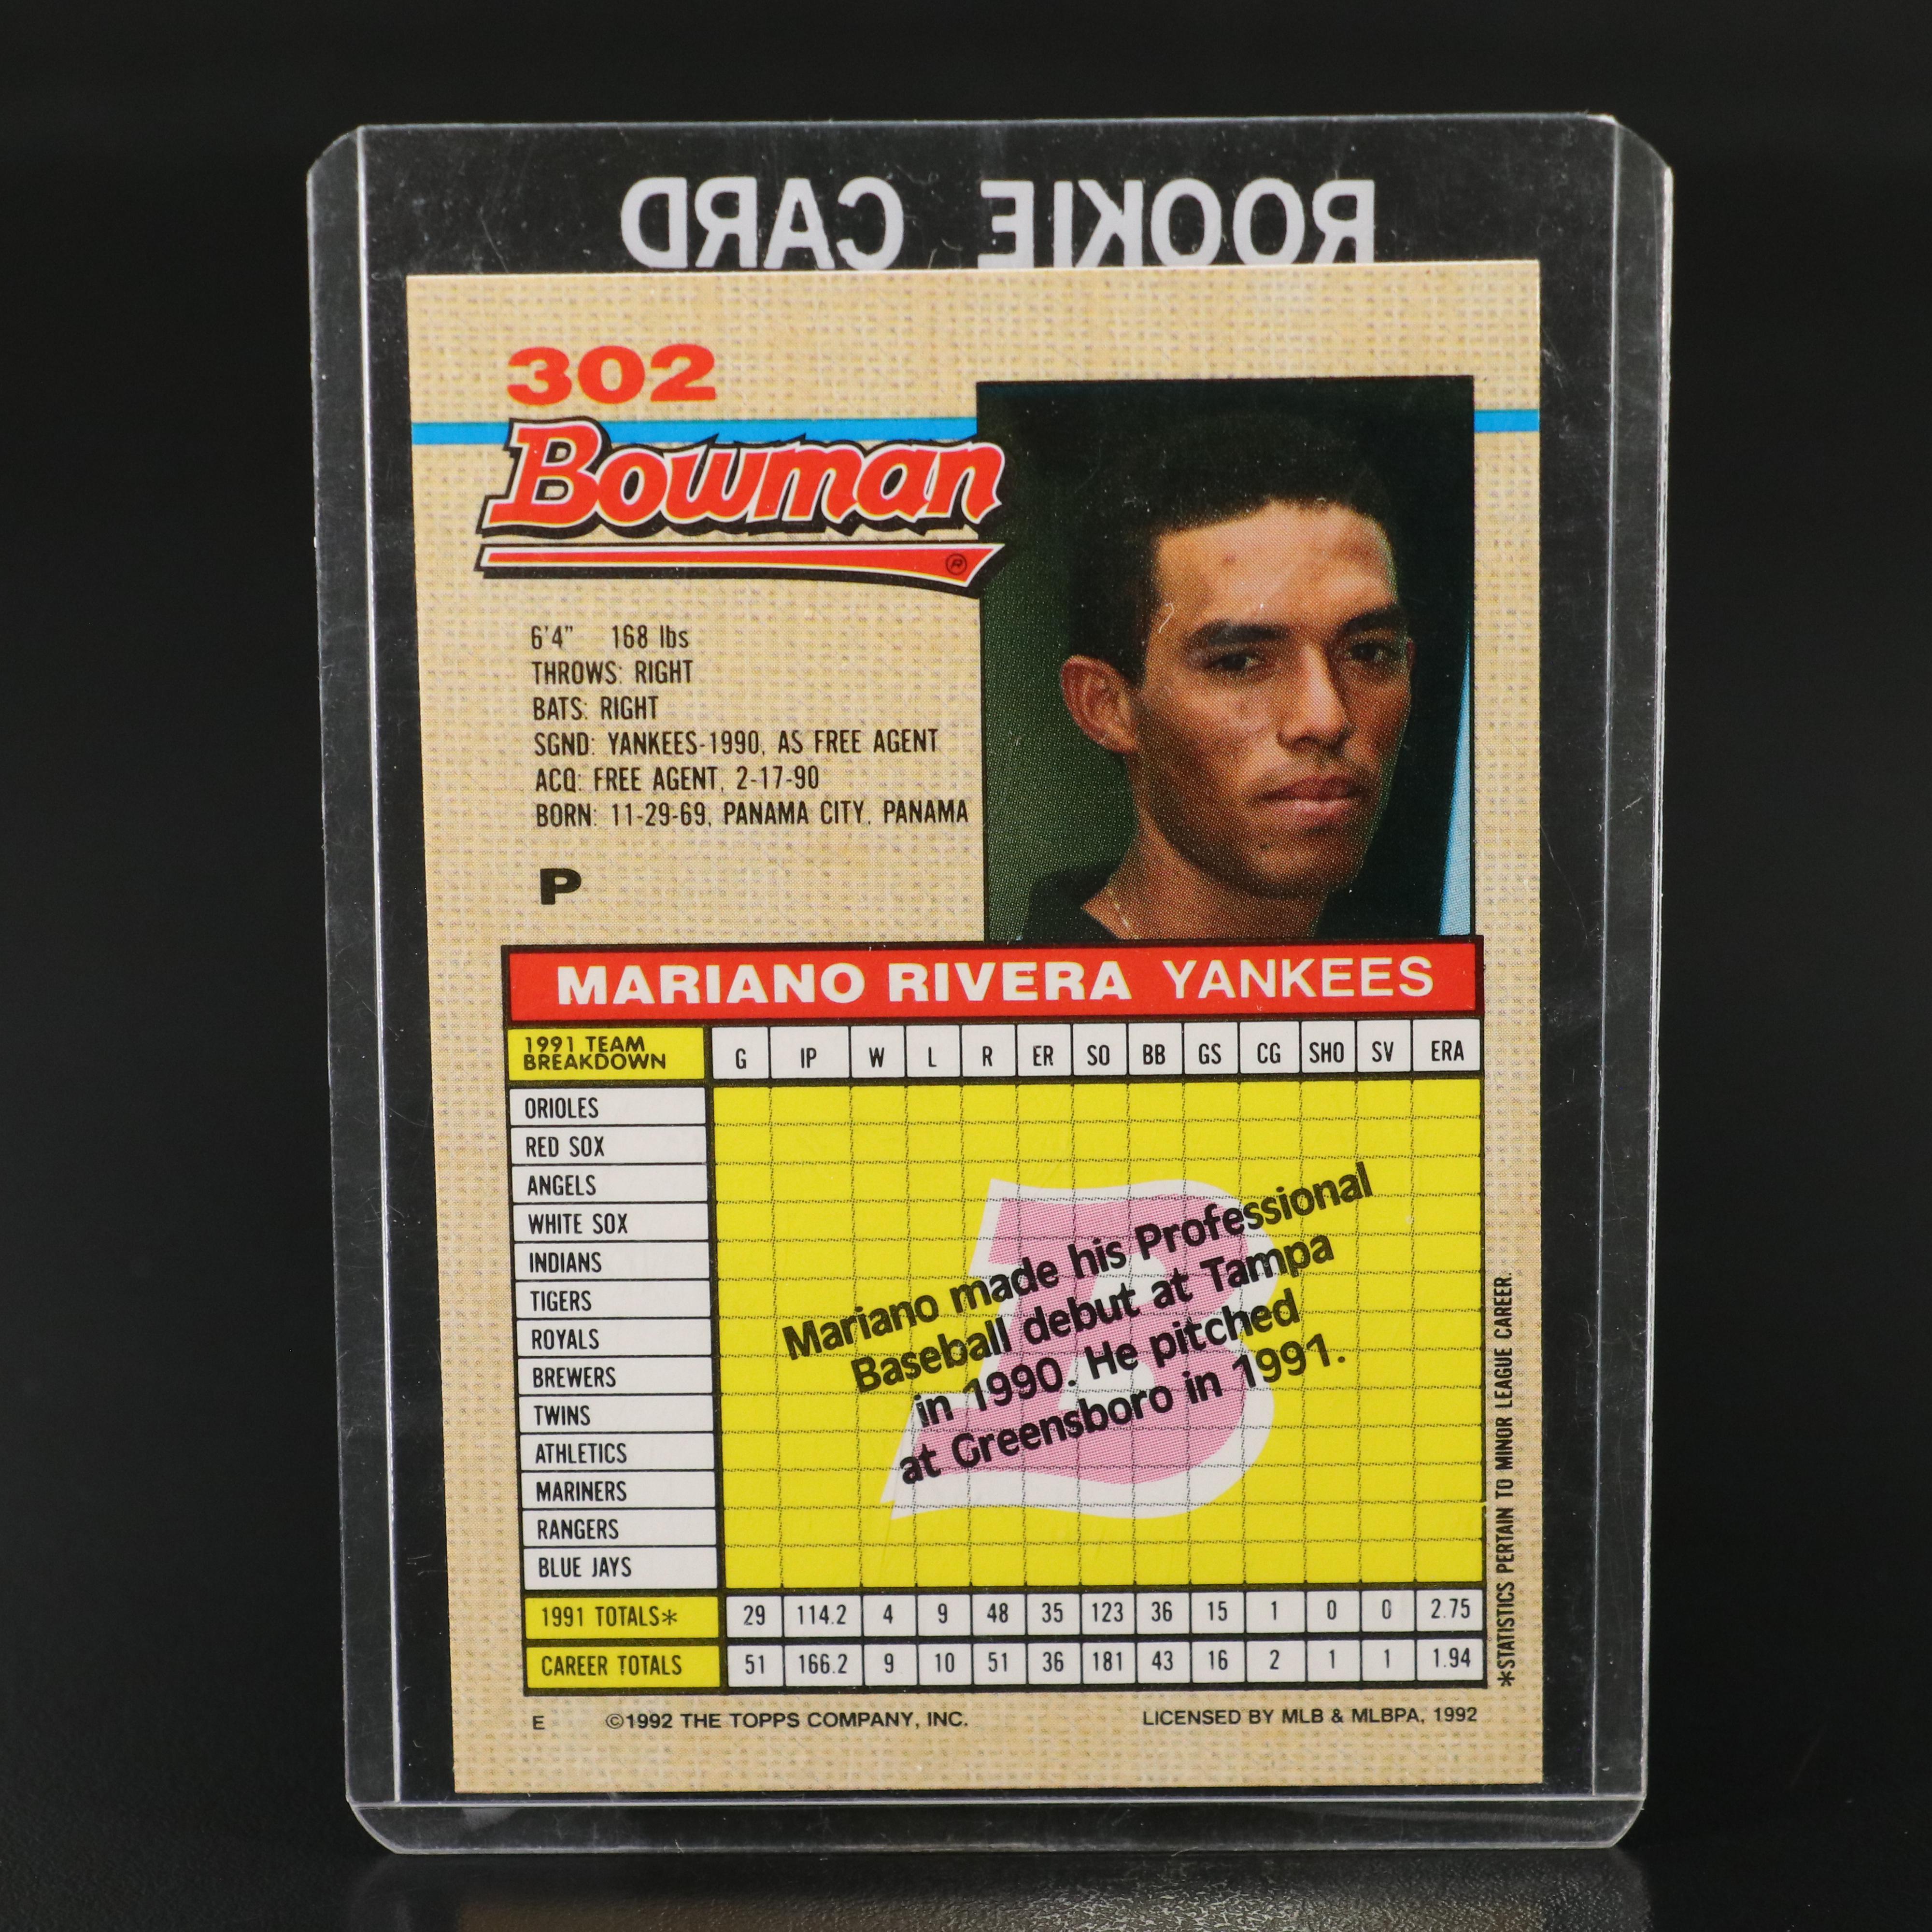 ROOKIE CARD
302
Bowman
®
6'4" 168 lbs
THROWS: RIGHT
BATS: RIGHT
SGND: YANKEES-1990, AS FREE AGENT
ACQ: FREE AGENT, 2-17-90
BORN: 11-29-69, PANAMA CITY, PANAMA
P
MARIANO RIVERA YANKEES
1991 TEAM
BREAKDOWN G IP W L R ER SO BB GS CG SHO SV ERA
ORIOLES
RED SOX
ANGELS
WHITE SOX
INDIANS
TIGERS
ROYALS
BREWERS
TWINS
ATHLETICS
MARINERS
RANGERS
BLUE JAYS
Mariano made his Professional
Baseball debut at Tampa
in 1990. He pitched
at Greensboro in 1991.
B
1991 TOTALS* 29 114.2 4 9 48 35 123 36 15 1 0 0 2.75
CAREER TOTALS 51 166.2 9 10 51 36 181 43 16 2 1 1 1.94
*STATISTICS PERTAIN TO MINOR LEAGUE CAREER.
E ©1992 THE TOPPS COMPANY, INC. LICENSED BY MLB & MLBPA, 1992